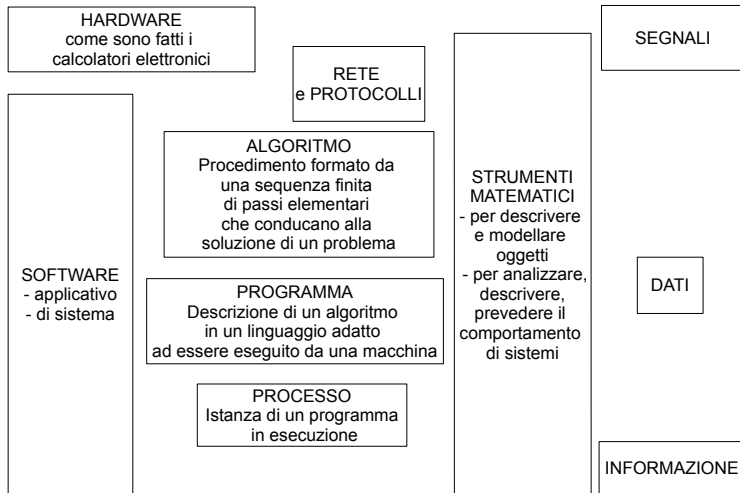 HARDWARE
come sono fatti i
calcolatori elettronici
RETE
e PROTOCOLLI
SEGNALI
SOFTWARE
- applicativo
- di sistema
ALGORITMO
Procedimento formato da
una sequenza finita
di passi elementari
che conducano alla
soluzione di un problema
PROGRAMMA
Descrizione di un algoritmo
in un linguaggio adatto
ad essere eseguito da una macchina
PROCESSO
Istanza di un programma
in esecuzione
STRUMENTI
MATEMATICI
- per descrivere
e modellare
oggetti
- per analizzare,
descrivere,
prevedere il
comportamento
di sistemi
DATI
INFORMAZIONE